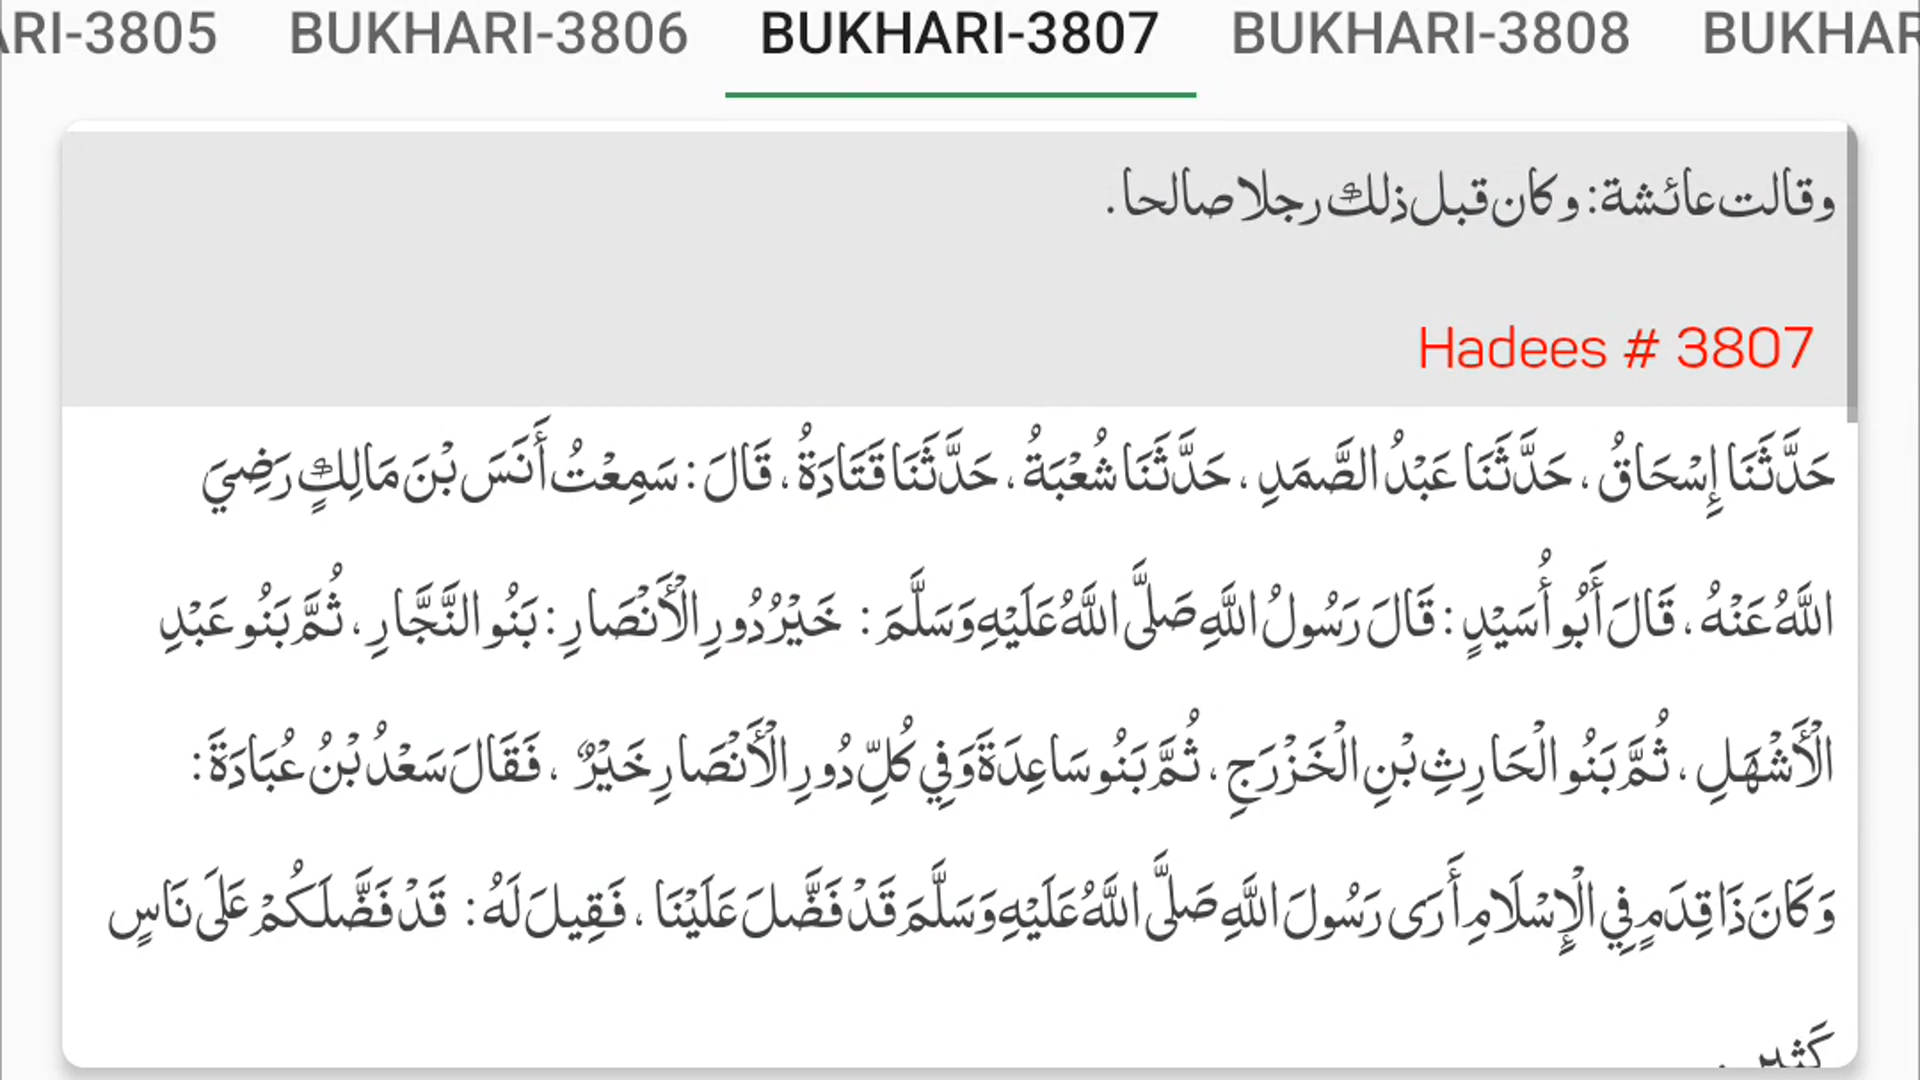 RI-3805 BUKHARI-3806 BUKHARI-3807 BUKHARI-3808 BUKHAR
وقالت عائشة: وكان قبل ذلك رجلا صالحا .
Hadees # 3807
حَدَّثَنَا إِسْحَاقُ ، حَدَّثَنَا عَبْدُ الصَّمَدِ ، حَدَّثَنَا شُعْبَةُ ، حَدَّثَنَا قَتَادَةُ ، قَالَ : سَمِعْتُ أَنَسَ بْنَ مَالِكٍ رَضِيَ
اللَّهُ عَنْهُ ، قَالَ أَبُو أُسَيْدٍ : قَالَ رَسُولُ اللَّهِ صَلَّى اللَّهُ عَلَيْهِ وَسَلَّمَ : خَيْرُ دُورِ الْأَنْصَارِ : بَنُو النَّجَّارِ ، ثُمَّ بَنُو عَبْدِ
الْأَشْهَلِ ، ثُمَّ بَنُو الْحَارِثِ بْنِ الْخَزْرَجِ ، ثُمَّ بَنُو سَاعِدَةَ وَفِي كُلِّ دُورِ الْأَنْصَارِ خَيْرٌ ، فَقَالَ سَعْدُ بْنُ عُبَادَةَ :
وَكَانَ ذَا قِدَمٍ فِي الْإِسْلَامِ أَرَى رَسُولَ اللَّهِ صَلَّى اللَّهُ عَلَيْهِ وَسَلَّمَ قَدْ فَضَّلَ عَلَيْنَا ، فَقِيلَ لَهُ : قَدْ فَضَّلَكُمْ عَلَى نَاسٍ
كَثِيرٍ .